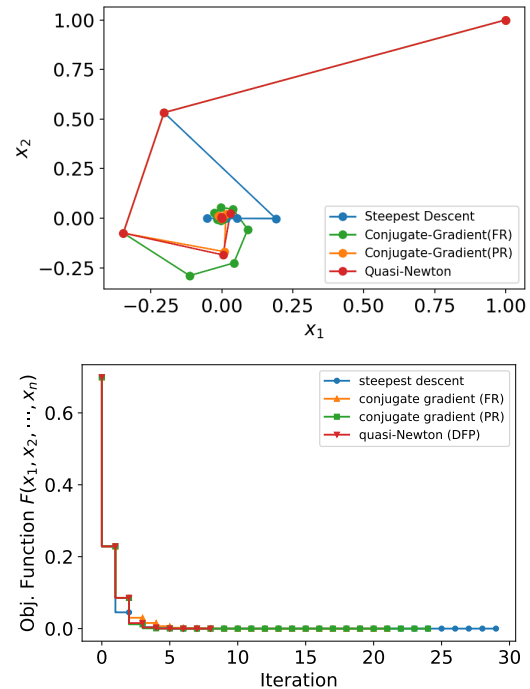 1.00
0.75
0.50
0.25
0.00
−0.25
x₂
Steepest Descent
Conjugate-Gradient(FR)
Conjugate-Gradient(PR)
Quasi-Newton
−0.25 0.00 0.25 0.50 0.75 1.00
x₁
0.6
0.4
0.2
0.0
Obj. Function F(x₁, x₂, ⋯, xₙ)
steepest descent
conjugate gradient (FR)
conjugate gradient (PR)
quasi-Newton (DFP)
0 5 10 15 20 25 30
Iteration